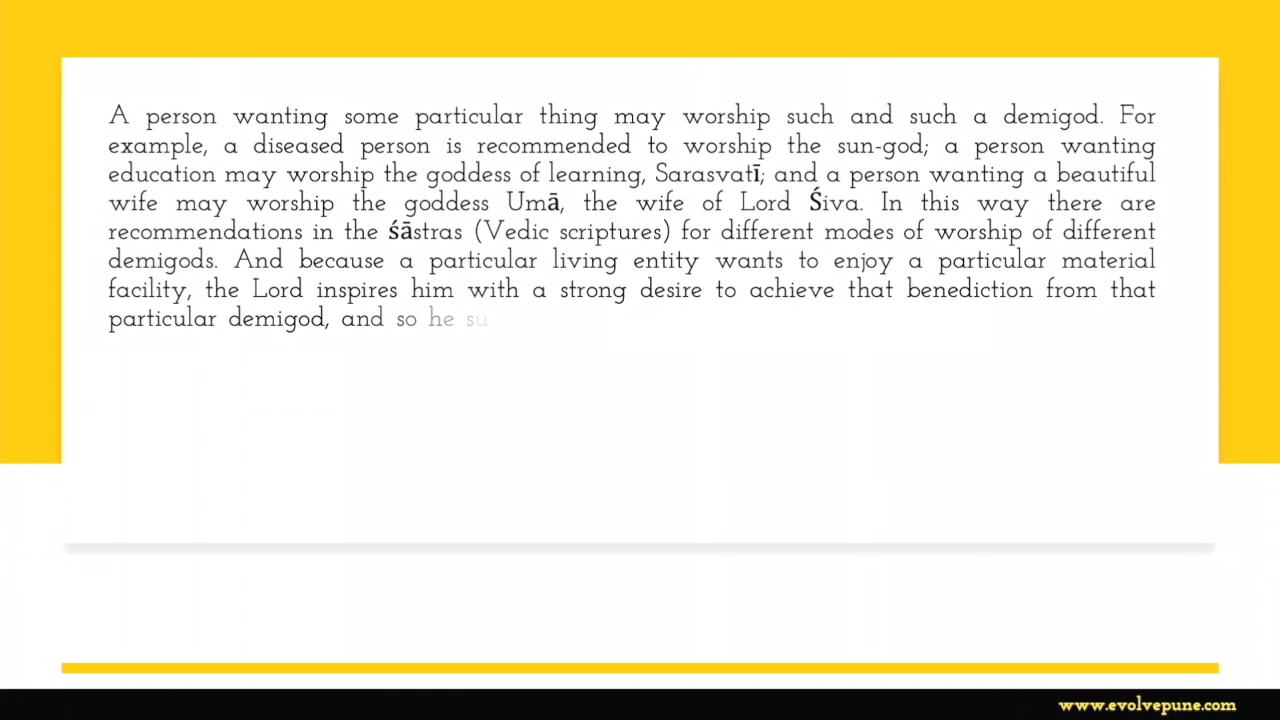 A person wanting some particular thing may worship such and such a demigod. For
example, a diseased person is recommended to worship the sun-god; a person wanting
education may worship the goddess of learning, Sarasvatī; and a person wanting a beautiful
wife may worship the goddess Umā, the wife of Lord Śiva. In this way there are
recommendations in the śāstras (Vedic scriptures) for different modes of worship of different
demigods. And because a particular living entity wants to enjoy a particular material
facility, the Lord inspires him with a strong desire to achieve that benediction from that
particular demigod, and so he su
www.evolvepune.com